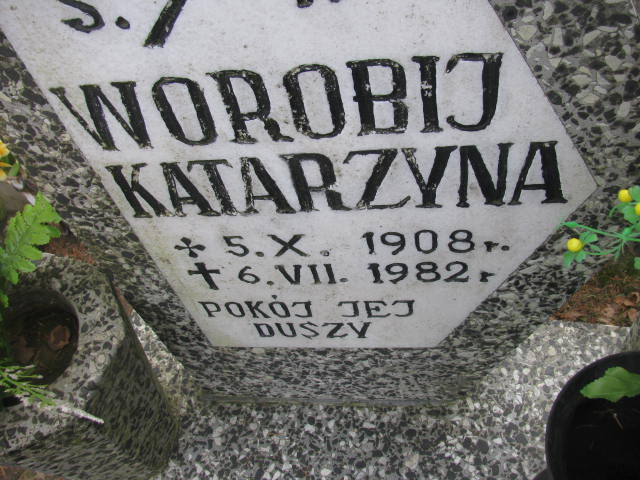 Ś.
WOROBIJ
KATARZYNA
* 5.X. 1908 r.
✝ 6.VII. 1982 r
POKÓJ JEJ
DUSZY